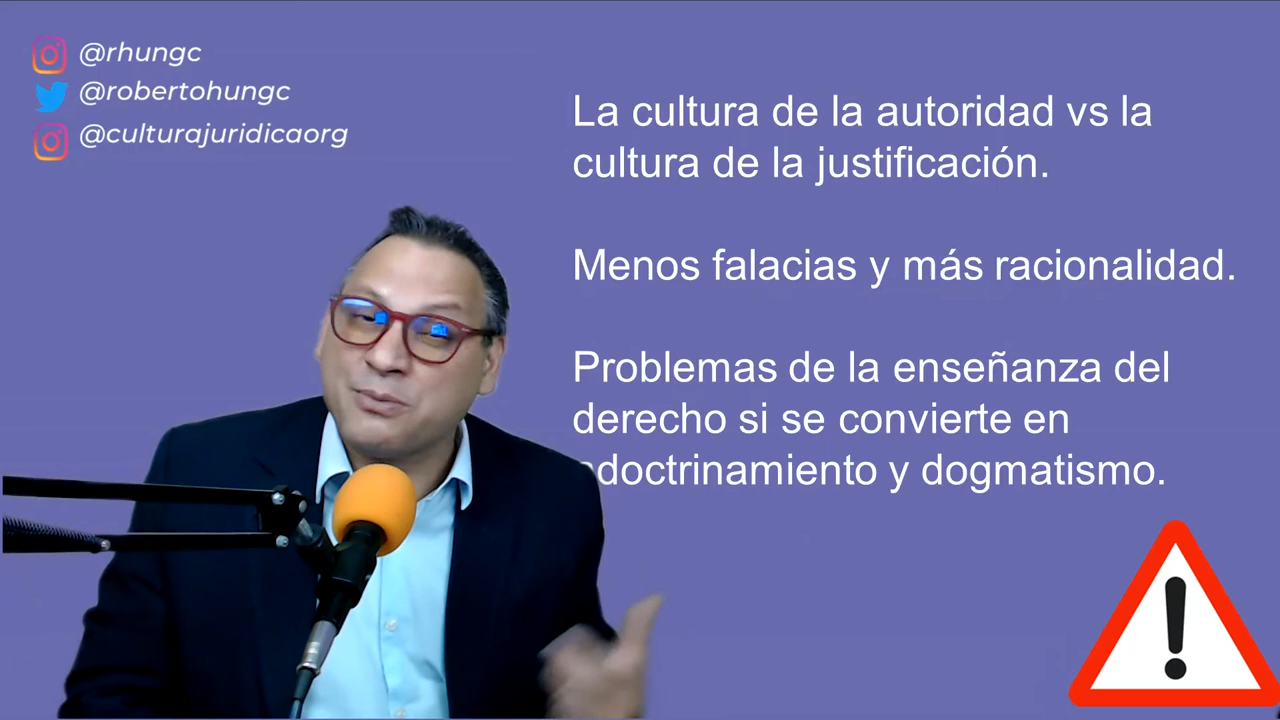 @rhungc
@robertohungc
@culturajuridicaorg
La cultura de la autoridad vs la
cultura de la justificación.
Menos falacias y más racionalidad.
Problemas de la enseñanza del
derecho si se convierte en
adoctrinamiento y dogmatismo.